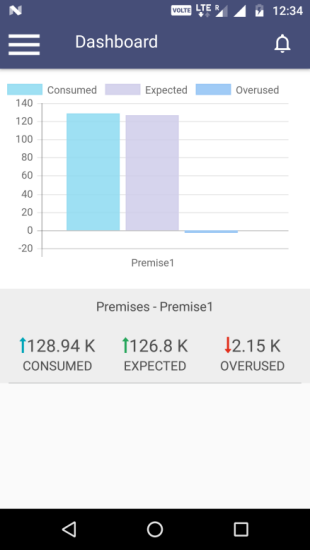 VOLTE LTE R 12:34
Dashboard
Consumed Expected Overused
140
120
100
80
60
40
20
0
-20
Premise1
Premises - Premise1
128.94 K 126.8 K 2.15 K
CONSUMED EXPECTED OVERUSED